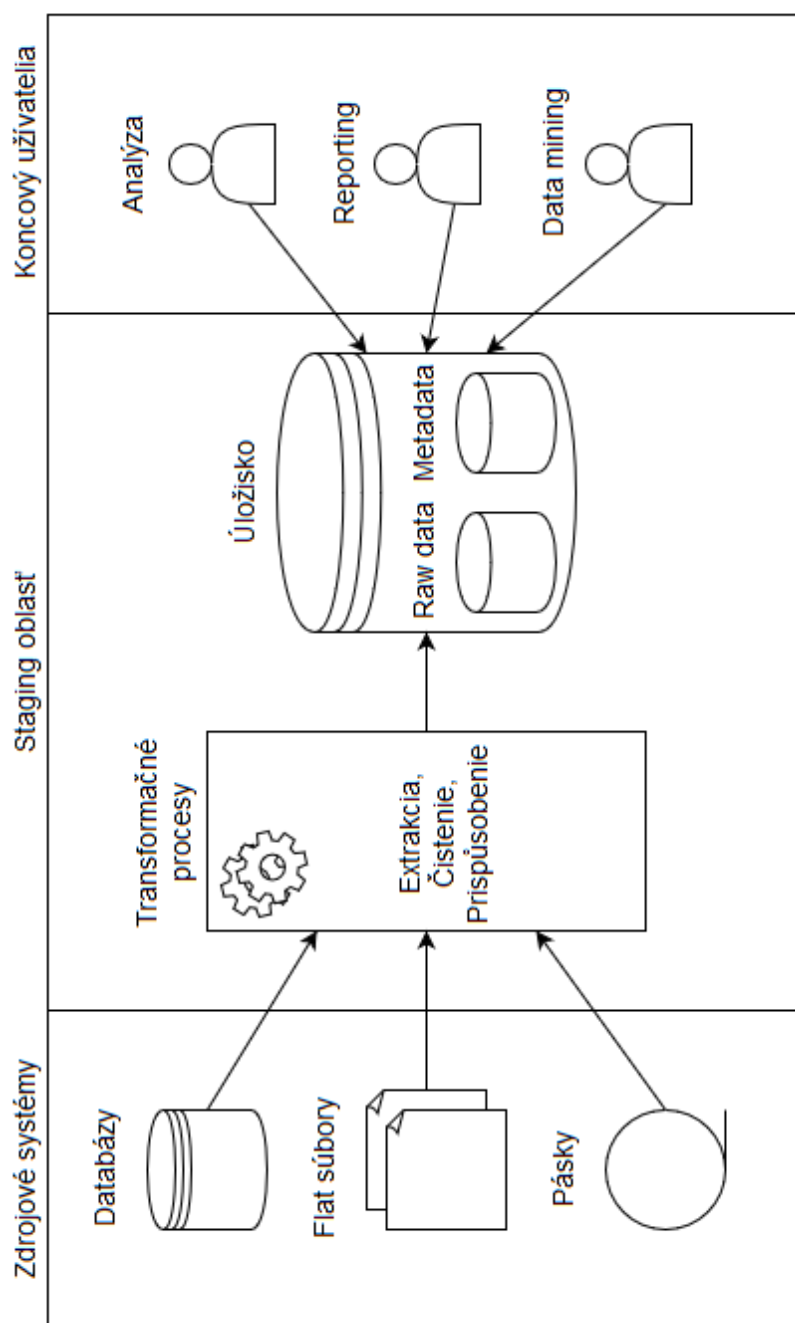 Zdrojové systémy
Staging oblasť
Koncový užívatelia
Databázy
Flat súbory
Pásky
Transformačné
procesy
Extrakcia,
Čistenie,
Prispôsobenie
Úložisko
Raw data
Metadata
Analýza
Reporting
Data mining